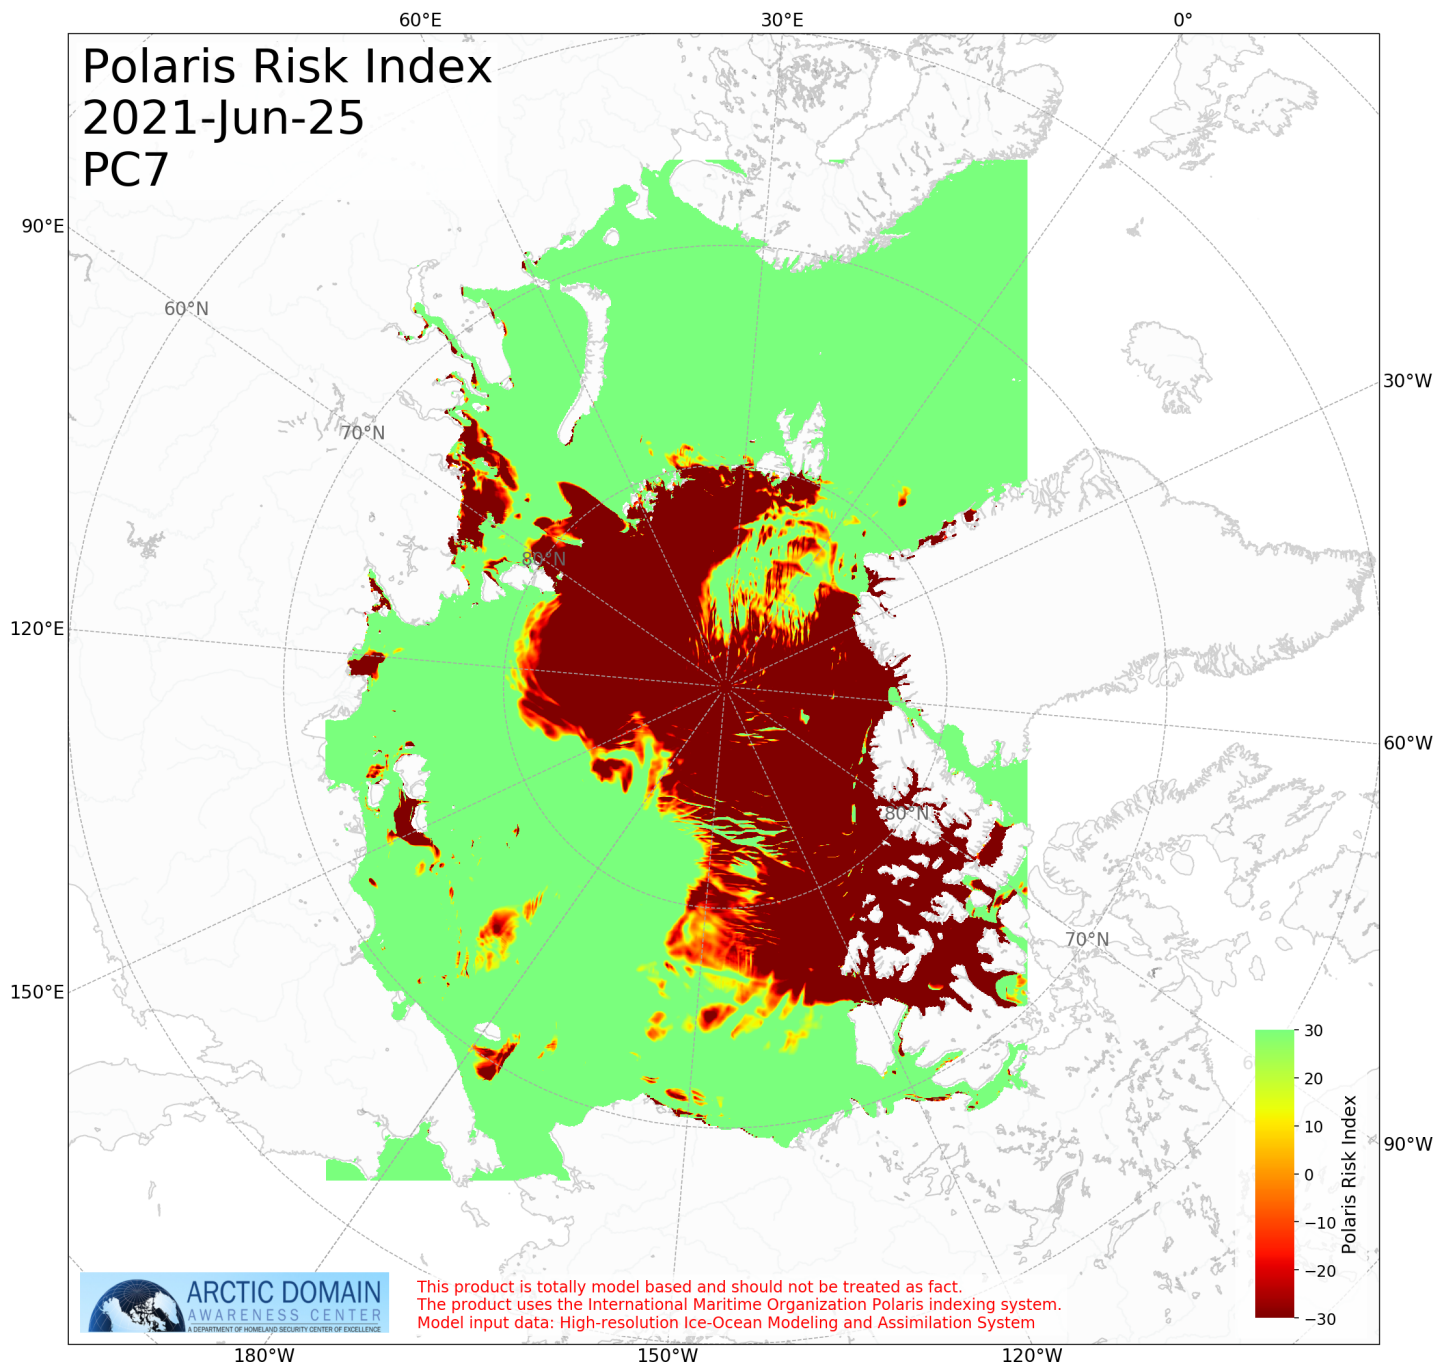 60°E 30°E 0°
Polaris Risk Index
2021-Jun-25
PC7
90°E
60°N
30°W
70°N
80°N
120°E
60°W
80°N
70°N
150°E
30
20
10
0
−10
−20
−30
Polaris Risk Index
90°W
ARCTIC DOMAIN
AWARENESS CENTER
A DEPARTMENT OF HOMELAND SECURITY CENTER OF EXCELLENCE
This product is totally model based and should not be treated as fact.
The product uses the International Maritime Organization Polaris indexing system.
Model input data: High-resolution Ice-Ocean Modeling and Assimilation System
180°W 150°W 120°W